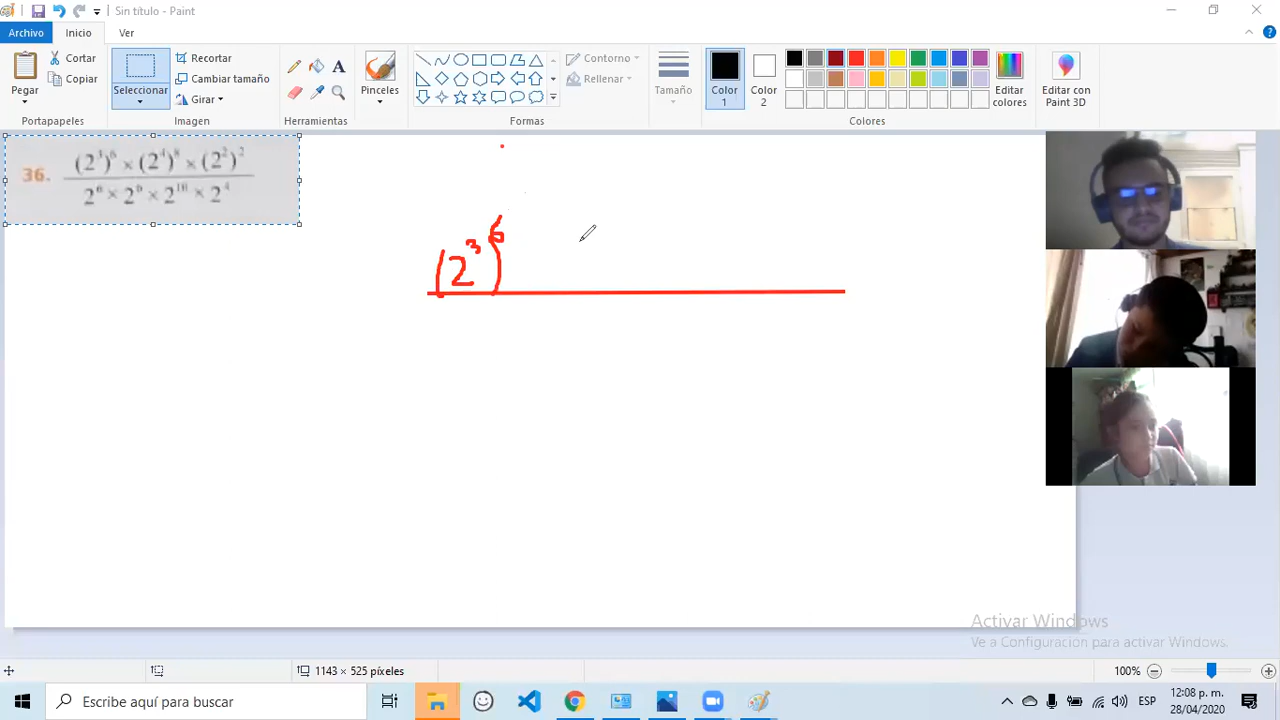 Sin título - Paint
Archivo Inicio Ver
Pegar Cortar Copiar
Seleccionar Recortar Cambiar tamaño Girar
Pinceles
Contorno Rellenar
Tamaño
Color 1
Color 2
Editar colores
Editar con Paint 3D
Portapapeles Imagen Herramientas Formas Colores
36.
(2³)⁶
Activar Windows
Ve a Configuración para activar Windows.
1143 × 525 píxeles
100%
Escribe aquí para buscar
ESP
12:08 p. m.
28/04/2020